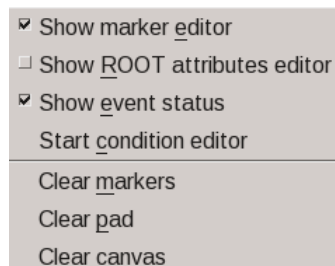 Show marker editor
Show ROOT attributes editor
Show event status
Start condition editor
Clear markers
Clear pad
Clear canvas